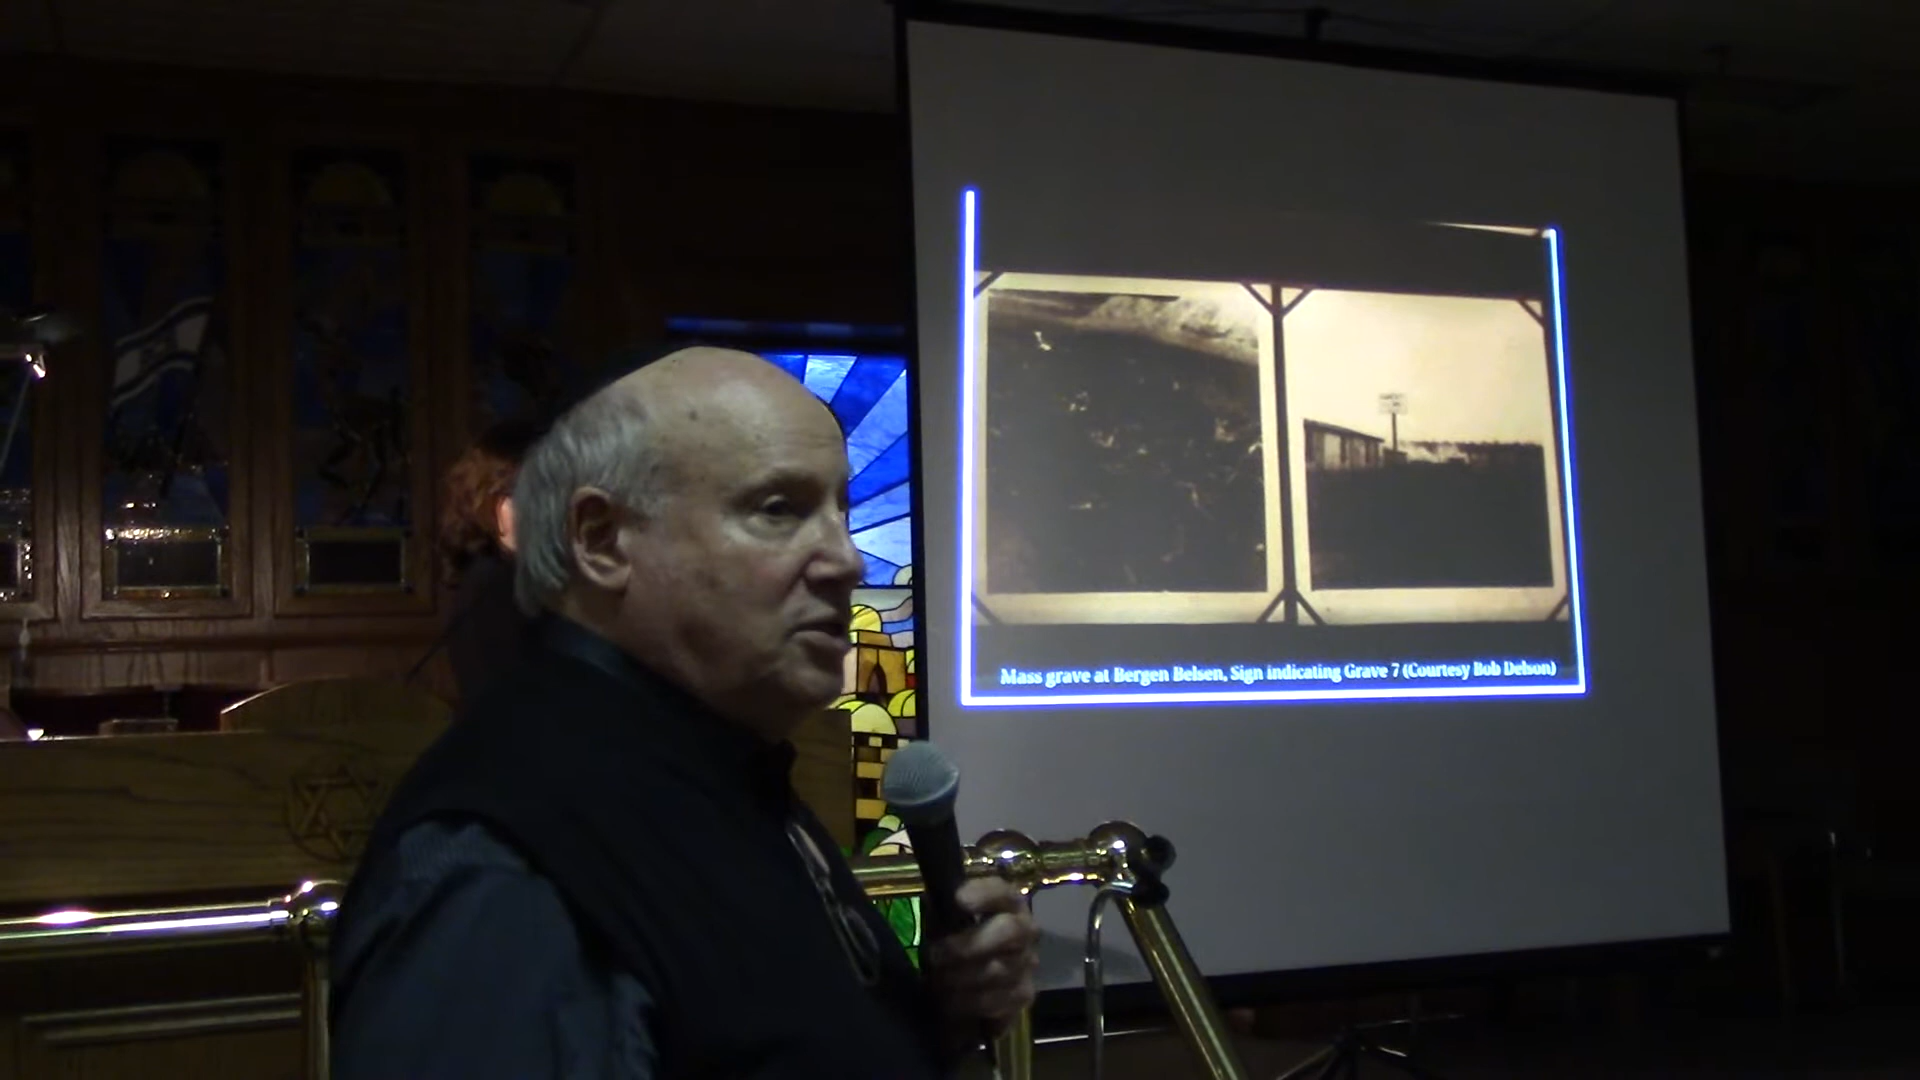 Mass grave at Bergen Belsen, Sign indicating Grave 7 (Courtesy Bob Delson)